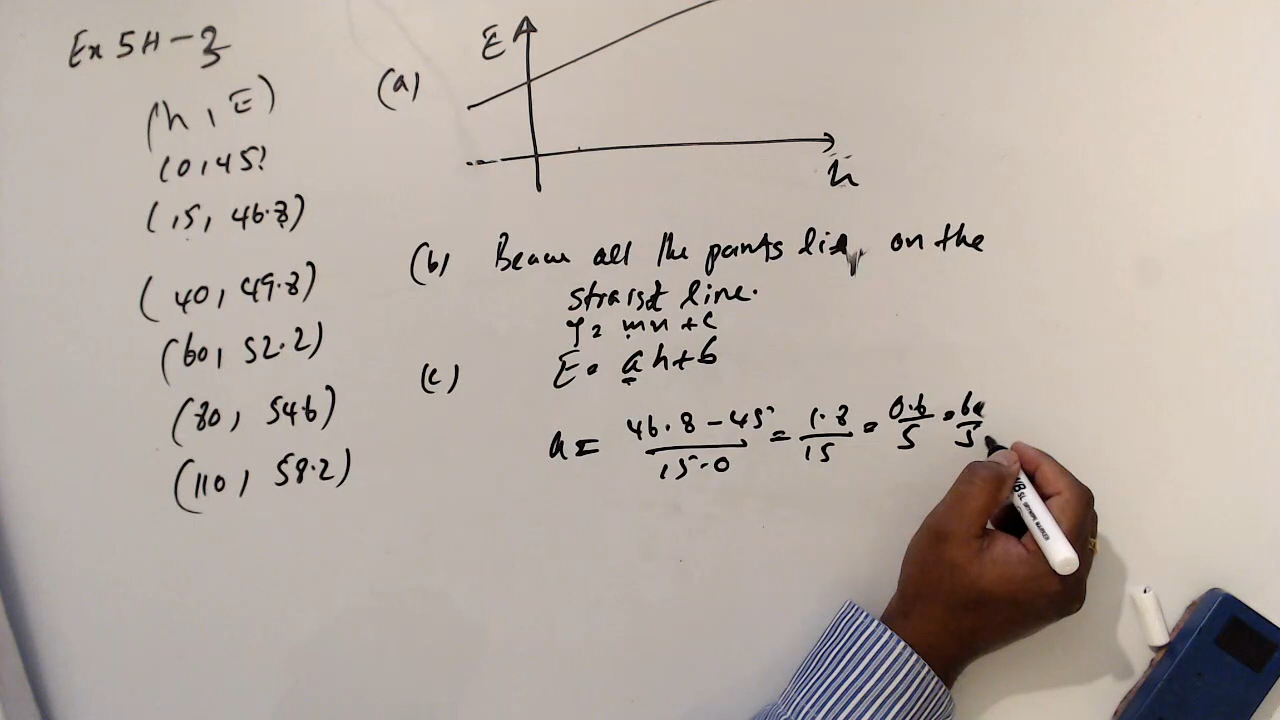 Ex 5H-3
(h, E)
(0, 45)
(15, 46.8)
(40, 49.8)
(60, 52.2)
(80, 54.6)
(110, 58.2)
(a)
E
h
(b) all the points on the
straight line.
y = mx + c
(c) E = ah+b
a = 46.8 - 45 / 15-0 = 1.8 / 15 = 0.6 / 5 =